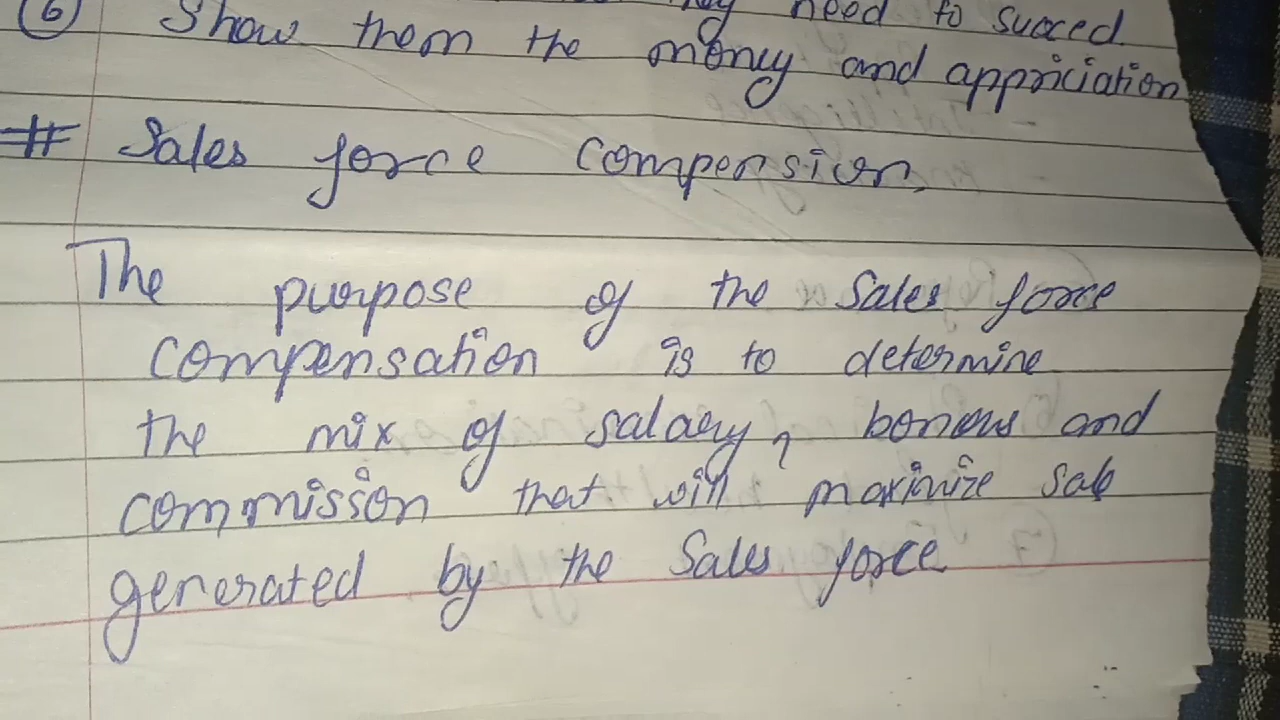 need to succed
⑥ Show them the money and appriciation
# Sales force compension.
The purpose of the sales force
compensation is to determine
the mix of salary, bonous and
commission that will maximize sale
generated by the sales force